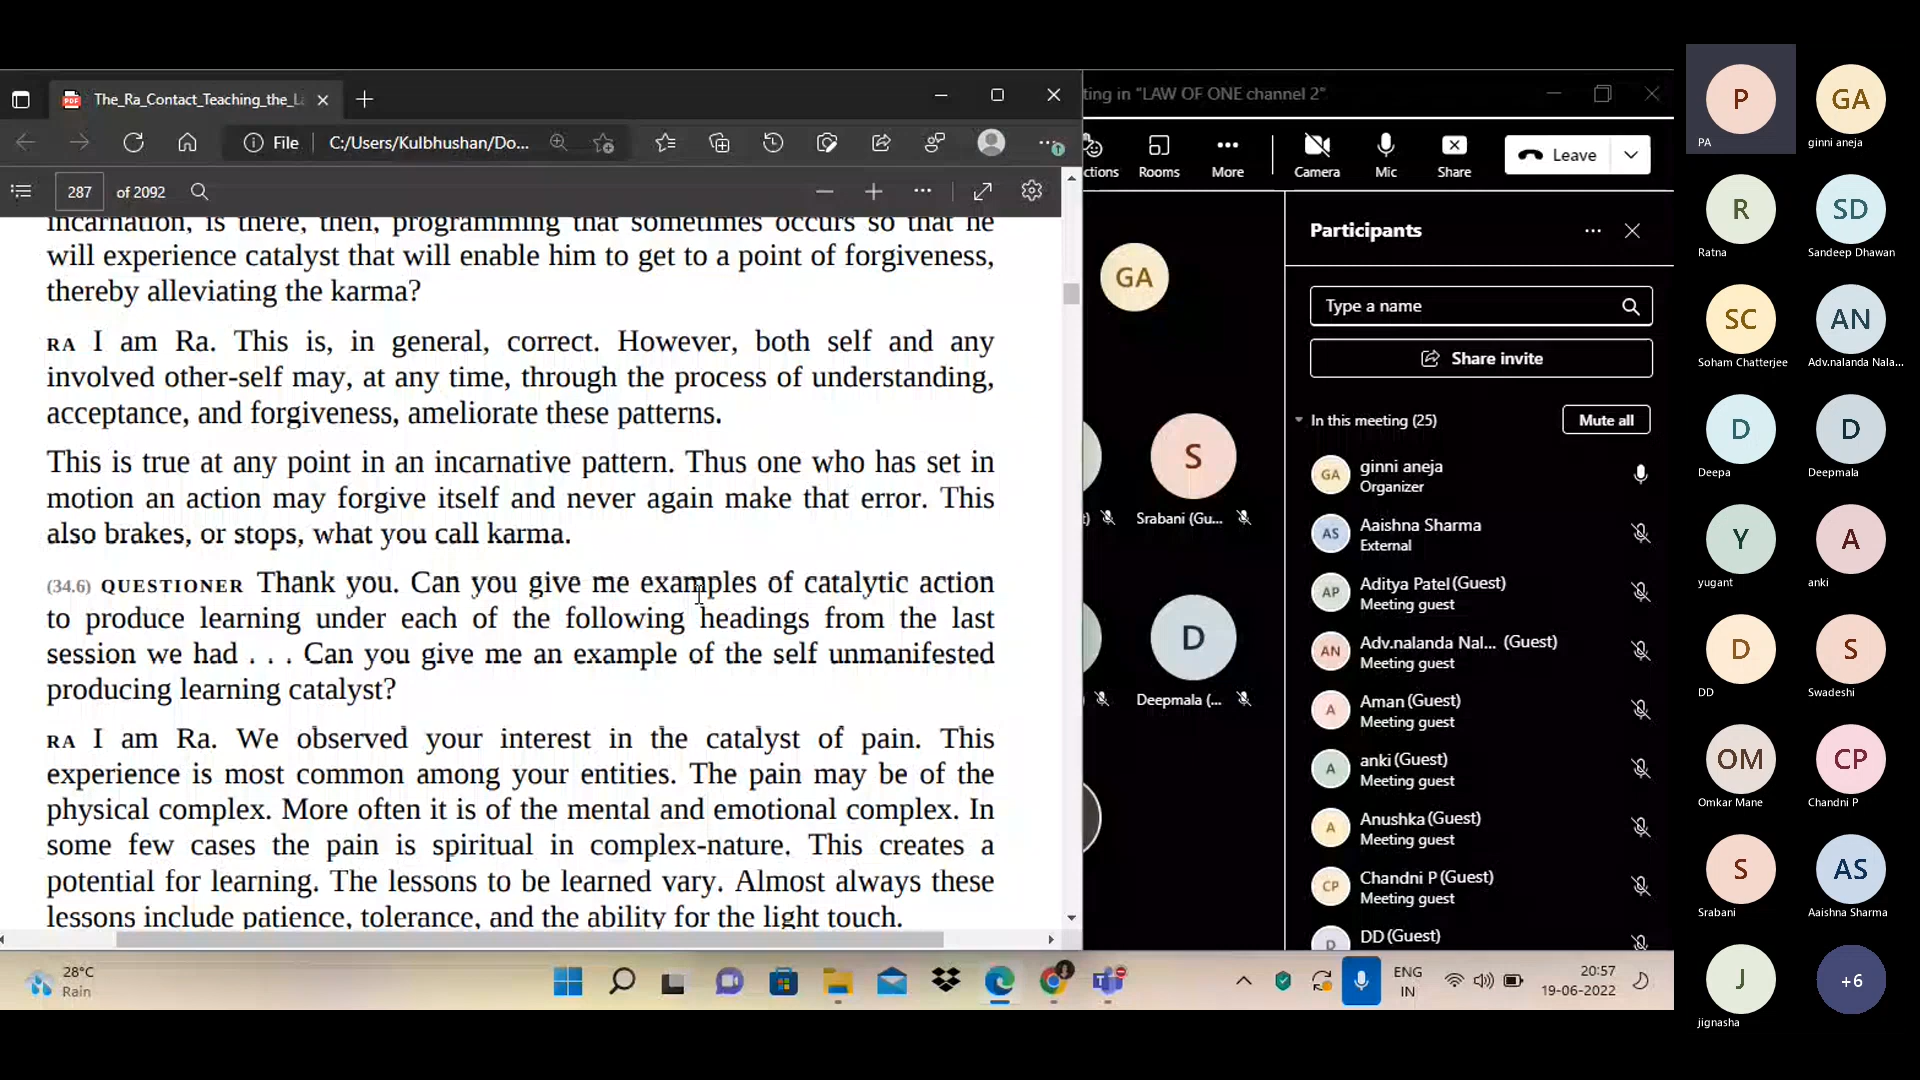 The_Ra_Contact_Teaching_the_L
File
C:/Users/Kulbhushan/Do...
287
of 2092
incarnation, is there, then, programming that sometimes occurs so that he
will experience catalyst that will enable him to get to a point of forgiveness,
thereby alleviating the karma?
RA I am Ra. This is, in general, correct. However, both self and any
involved other-self may, at any time, through the process of understanding,
acceptance, and forgiveness, ameliorate these patterns.
This is true at any point in an incarnative pattern. Thus one who has set in
motion an action may forgive itself and never again make that error. This
also brakes, or stops, what you call karma.
(34.6) QUESTIONER Thank you. Can you give me examples of catalytic action
to produce learning under each of the following headings from the last
session we had . . . Can you give me an example of the self unmanifested
producing learning catalyst?
RA I am Ra. We observed your interest in the catalyst of pain. This
experience is most common among your entities. The pain may be of the
physical complex. More often it is of the mental and emotional complex. In
some few cases the pain is spiritual in complex-nature. This creates a
potential for learning. The lessons to be learned vary. Almost always these
lessons include patience, tolerance, and the ability for the light touch.
ting in "LAW OF ONE channel 2"
ctions
Rooms
More
Camera
Mic
Share
Leave
GA
S
Srabani (Gu...
D
Deepmala (...
Participants
Type a name
Share invite
In this meeting (25)
Mute all
GA
ginni aneja
Organizer
AS
Aaishna Sharma
External
AP
Aditya Patel(Guest)
Meeting guest
AN
Adv.nalanda Nal... (Guest)
Meeting guest
A
Aman(Guest)
Meeting guest
A
anki(Guest)
Meeting guest
A
Anushka(Guest)
Meeting guest
CP
Chandni P(Guest)
Meeting guest
D
DD(Guest)
P
PA
GA
ginni aneja
R
Ratna
SD
Sandeep Dhawan
SC
Soham Chatterjee
AN
Adv.nalanda Nala...
D
Deepa
D
Deepmala
Y
yugant
A
anki
D
DD
S
Swadeshi
OM
Omkar Mane
CP
Chandni P
S
Srabani
AS
Aaishna Sharma
J
jignasha
+6
28°C
Rain
ENG
IN
20:57
19-06-2022